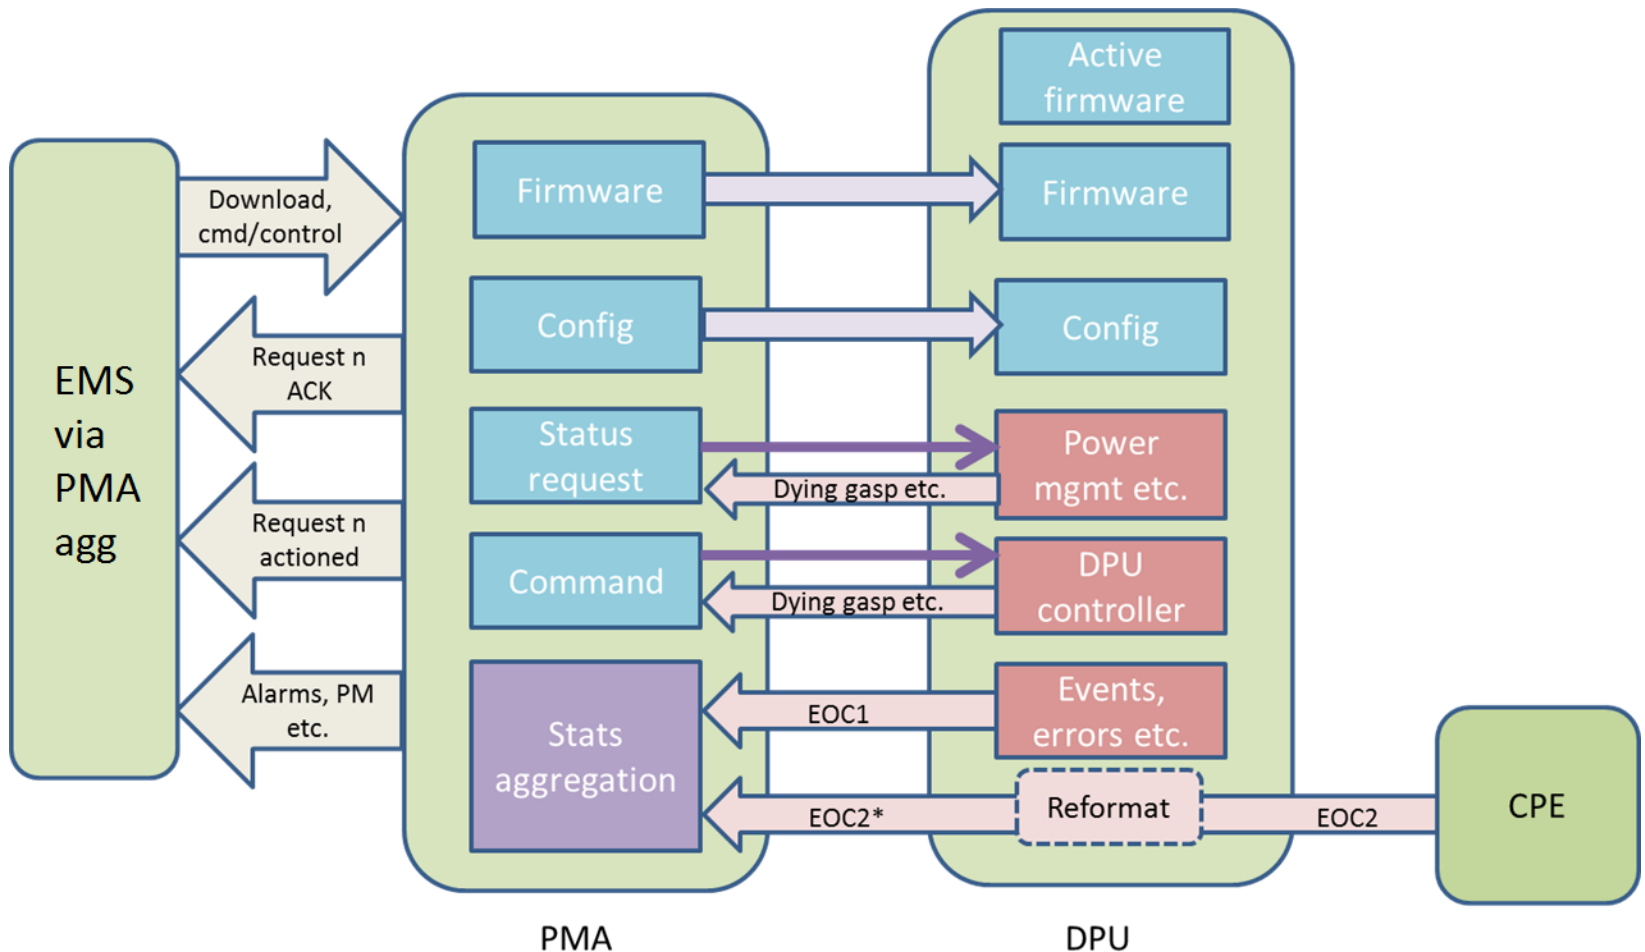 EMS
via
PMA
agg
Download,
cmd/control
Request n
ACK
Request n
actioned
Alarms, PM
etc.
Firmware
Config
Status
request
Command
Stats
aggregation
PMA
Dying gasp etc.
Dying gasp etc.
EOC1
EOC2*
Active
firmware
Firmware
Config
Power
mgmt etc.
DPU
controller
Events,
errors etc.
Reformat
DPU
EOC2
CPE